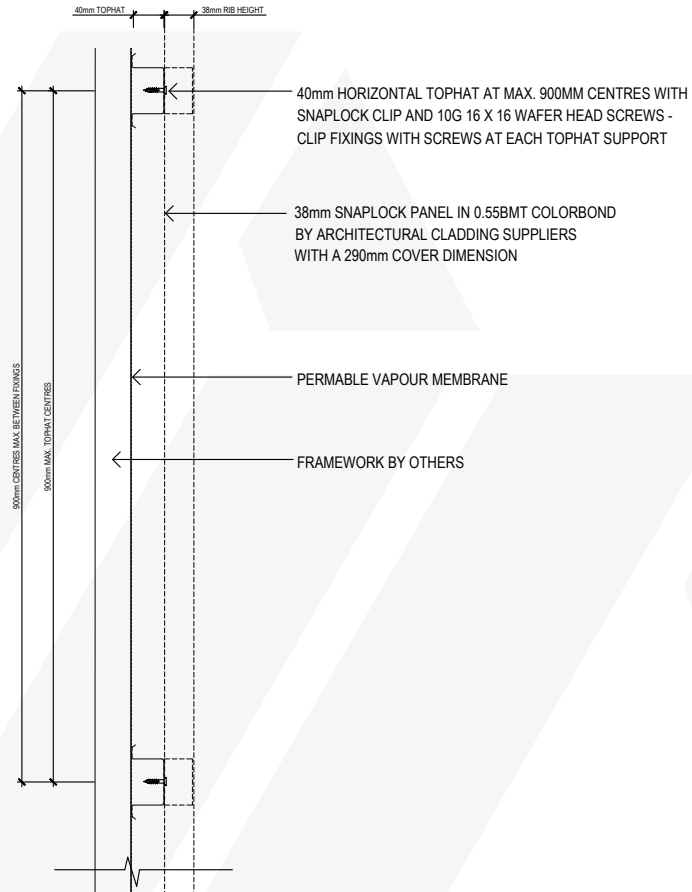 40mm TOPHAT
38mm RIB HEIGHT
40mm HORIZONTAL TOPHAT AT MAX. 900MM CENTRES WITH
SNAPLOCK CLIP AND 10G 16 X 16 WAFER HEAD SCREWS -
CLIP FIXINGS WITH SCREWS AT EACH TOPHAT SUPPORT
38mm SNAPLOCK PANEL IN 0.55BMT COLORBOND
BY ARCHITECTURAL CLADDING SUPPLIERS
WITH A 290mm COVER DIMENSION
PERMABLE VAPOUR MEMBRANE
FRAMEWORK BY OTHERS
900mm CENTRES MAX. BETWEEN FIXINGS
900mm MAX. TOPHAT CENTRES